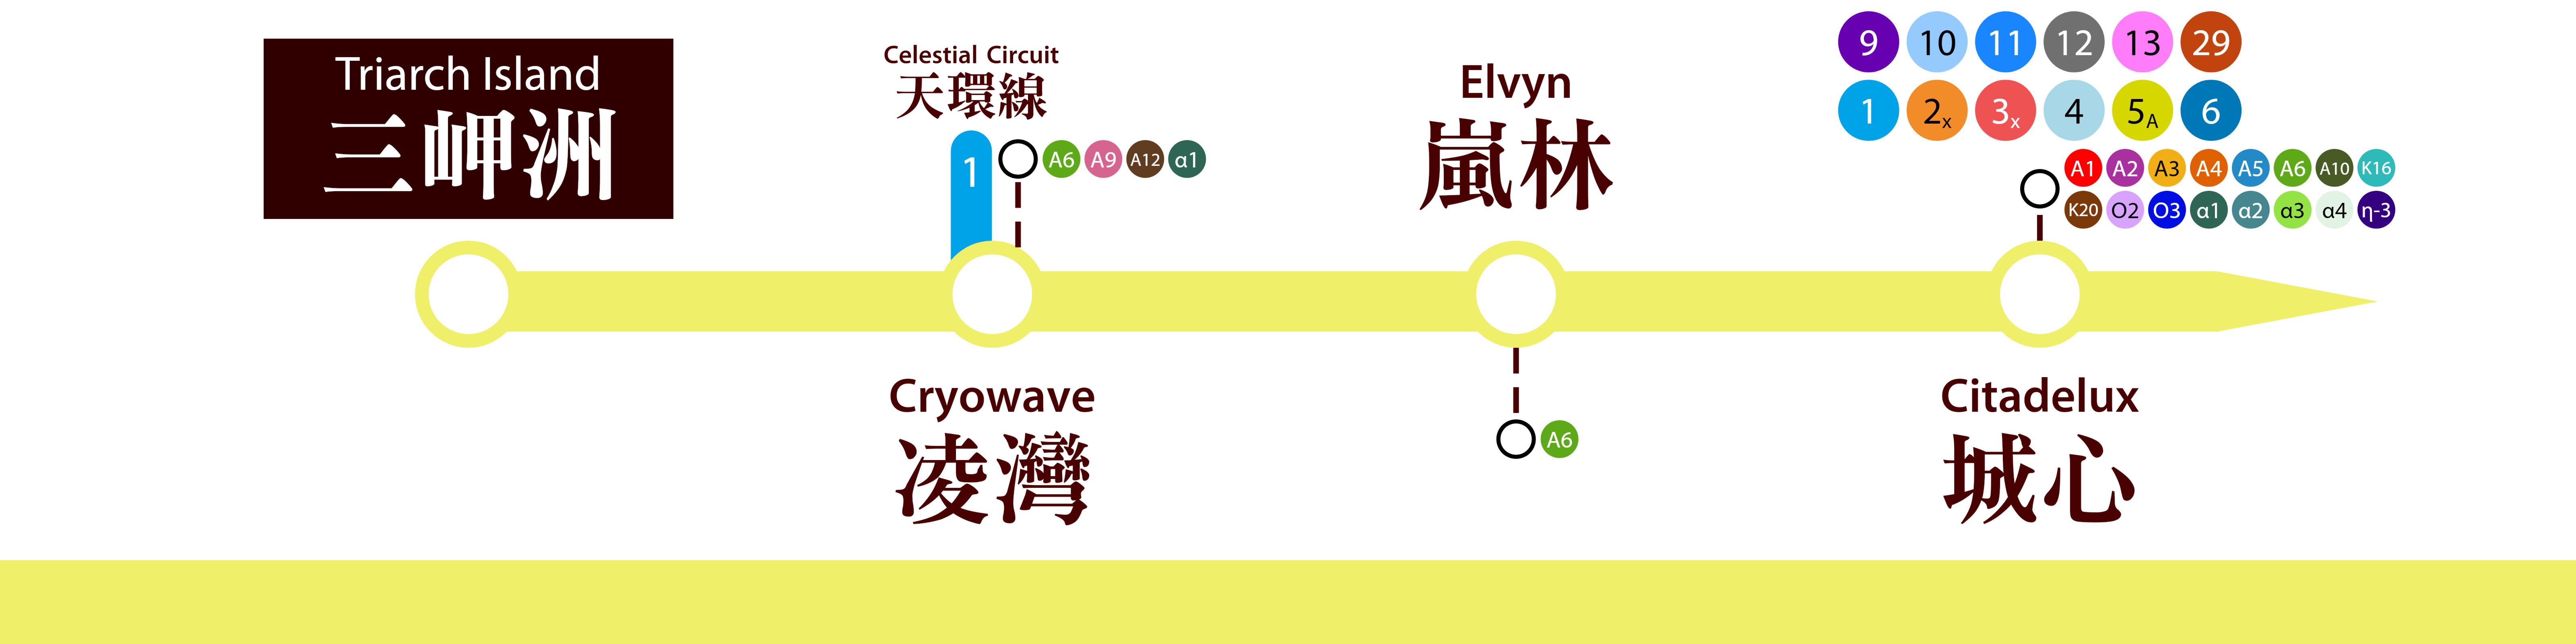 Triarch Island
三岬洲
Celestial Circuit
天環線
1
A6 A9 A12 α1
Cryowave
凌灣
Elvyn
嵐林
A6
9 10 11 12 13 29
1 2x 3x 4 5A 6
A1 A2 A3 A4 A5 A6 A10 K16
K20 O2 O3 α1 α2 α3 α4 η-3
Citadelux
城心